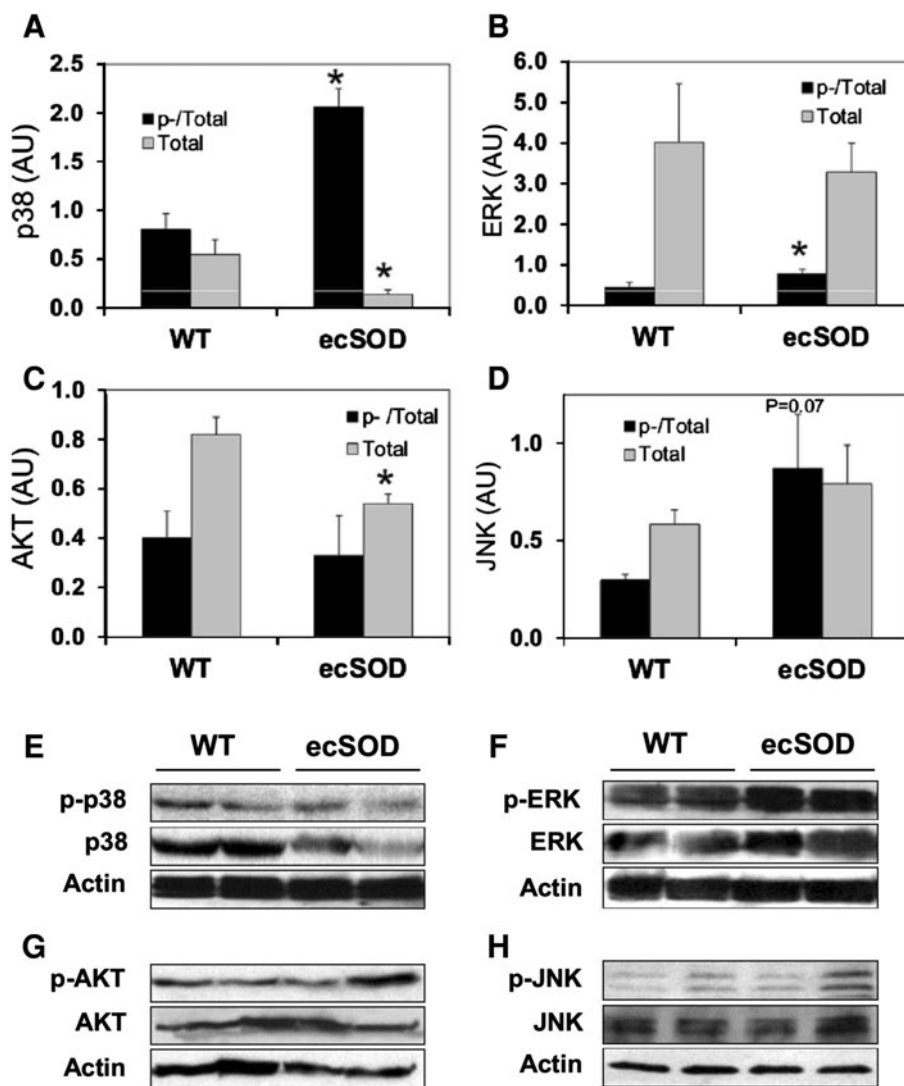 A
p38 (AU)
2.5
2.0
1.5
1.0
0.5
0.0
p-/Total
Total
*
*
WT ecSOD
B
ERK (AU)
6.0
5.0
4.0
3.0
2.0
1.0
0.0
p-/Total
Total
*
WT ecSOD
C
AKT (AU)
1.0
0.8
0.6
0.4
0.2
0.0
p- /Total
Total
*
WT ecSOD
D
JNK (AU)
1.0
0.5
0.0
p-/Total
Total
P=0.07
WT ecSOD
E
WT ecSOD
p-p38
p38
Actin
F
WT ecSOD
p-ERK
ERK
Actin
G
p-AKT
AKT
Actin
H
p-JNK
JNK
Actin